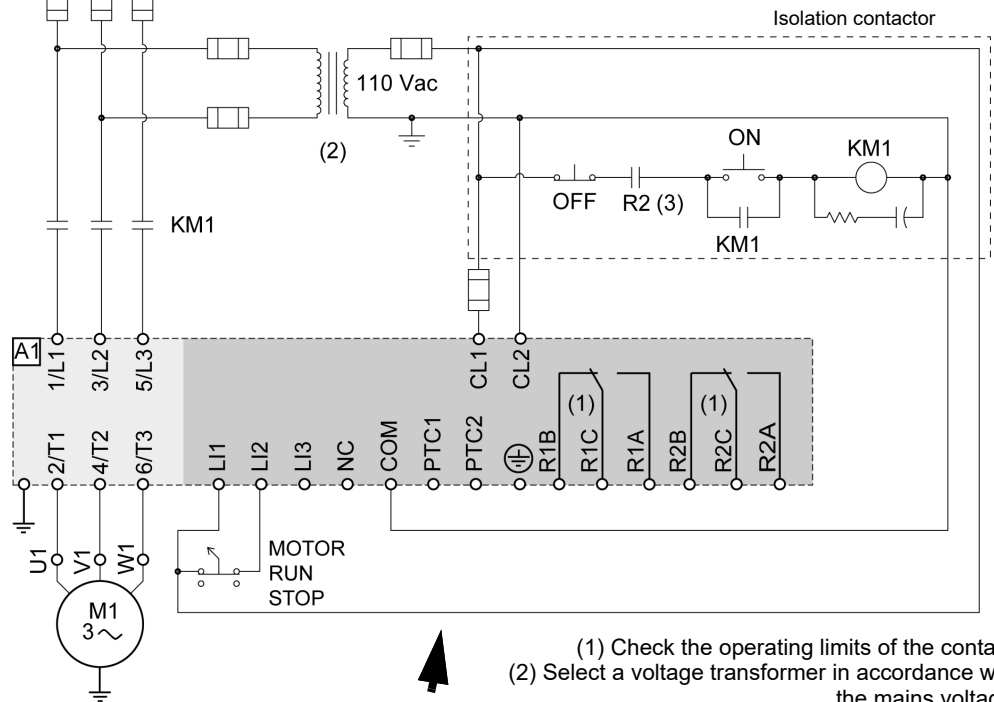 Isolation contactor
110 Vac
(2)
ON
KM1
OFF
R2 (3)
KM1
KM1
A1
1/L1
3/L2
5/L3
CL1
CL2
(1)
(1)
2/T1
4/T2
6/T3
LI1
LI2
LI3
NC
COM
PTC1
PTC2
R1B
R1C
R1A
R2B
R2C
R2A
MOTOR
RUN
STOP
U1
V1
W1
M1
3
(1) Check the operating limits of the conta
(2) Select a voltage transformer in accordance w
the mains voltag